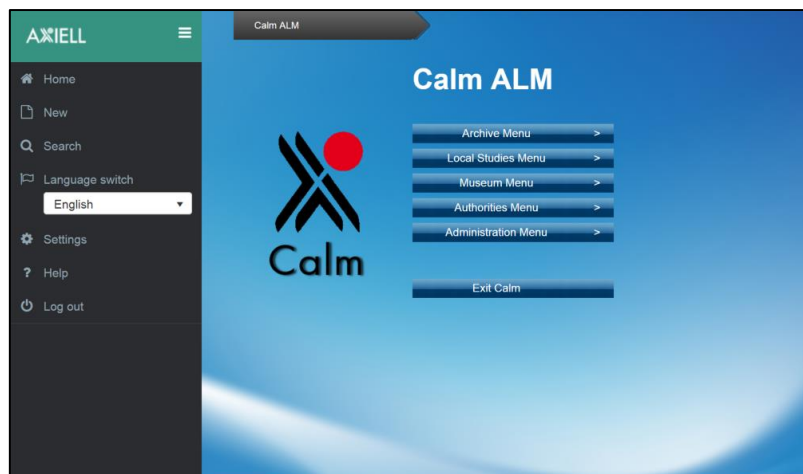 AXIELL
Home
New
Search
Language switch
English
Settings
Help
Log out
Calm ALM
Calm ALM
Calm
Archive Menu >
Local Studies Menu >
Museum Menu >
Authorities Menu >
Administration Menu >
Exit Calm